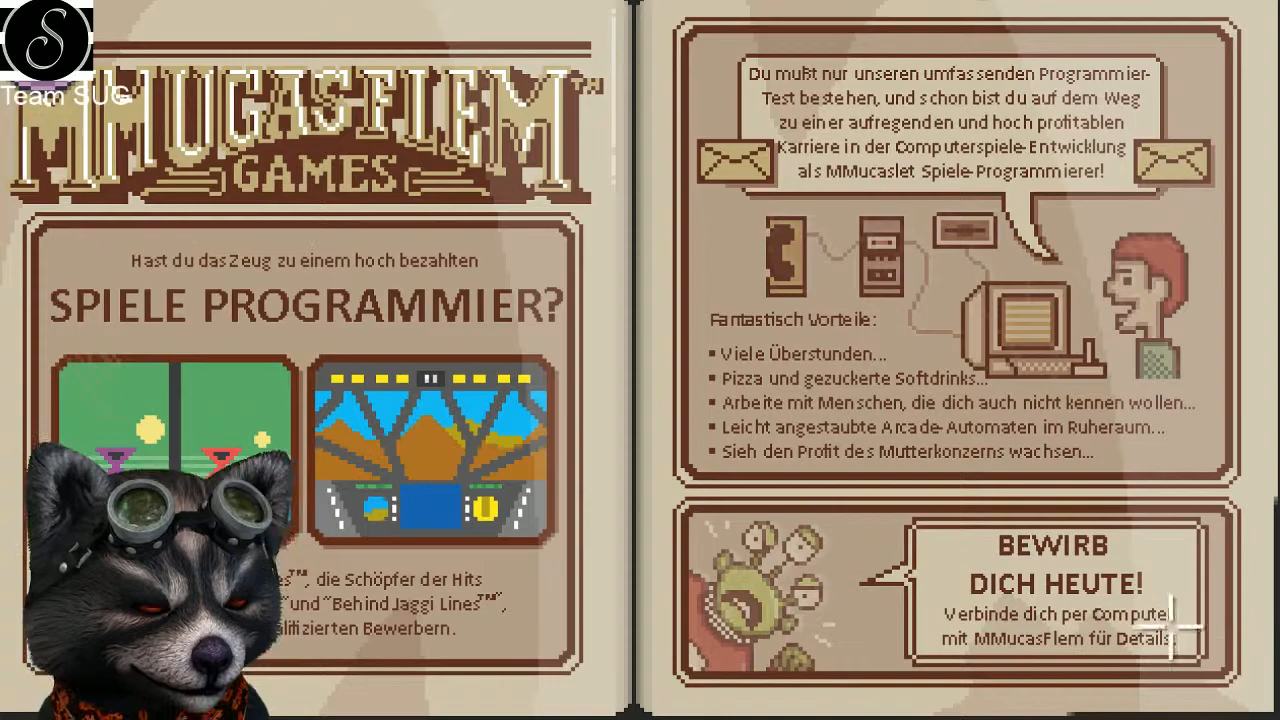 S
Team SUG
MMUCASFLEM™
GAMES
Hast du das Zeug zu einem hoch bezahlten
SPIELE PROGRAMMIER?
die Schöpfer der Hits
"und "Behind Jaggi Lines™",
Bewerbern.
Du mußt nur unseren umfassenden Programmier-
Test bestehen, und schon bist du auf dem Weg
zu einer aufregenden und hoch profitablen
Karriere in der Computerspiele-Entwicklung
als MMucaslet Spiele-Programmierer!
Fantastisch Vorteile:
▪ Viele Überstunden...
▪ Pizza und gezuckerte Softdrinks...
▪ Arbeite mit Menschen, die dich auch nicht kennen wollen...
▪ Leicht angestaubte Arcade-Automaten im Ruheraum...
▪ Sieh den Profit des Mutterkonzerns wachsen...
BEWIRB
DICH HEUTE!
Verbinde dich per Computer
mit MMucasFlem für Details.